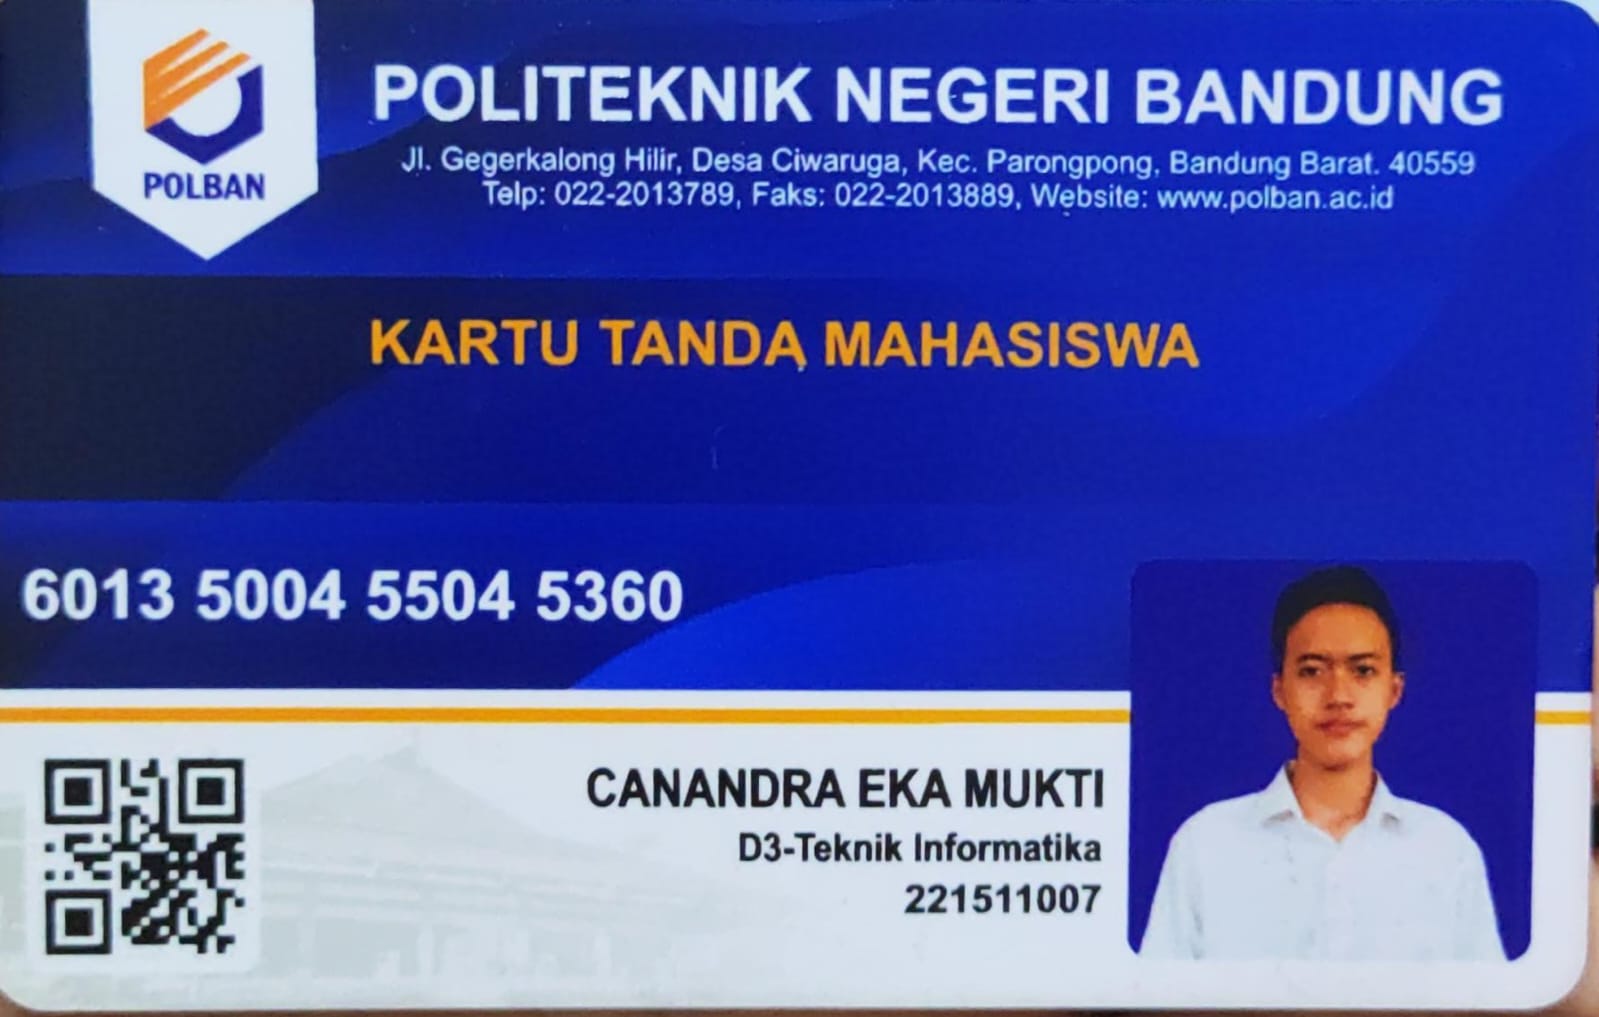 POLBAN
POLITEKNIK NEGERI BANDUNG
Jl. Gegerkalong Hilir, Desa Ciwaruga, Kec. Parongpong, Bandung Barat. 40559
Telp: 022-2013789, Faks: 022-2013889, Website: www.polban.ac.id
KARTU TANDA MAHASISWA
6013 5004 5504 5360
CANANDRA EKA MUKTI
D3-Teknik Informatika
221511007